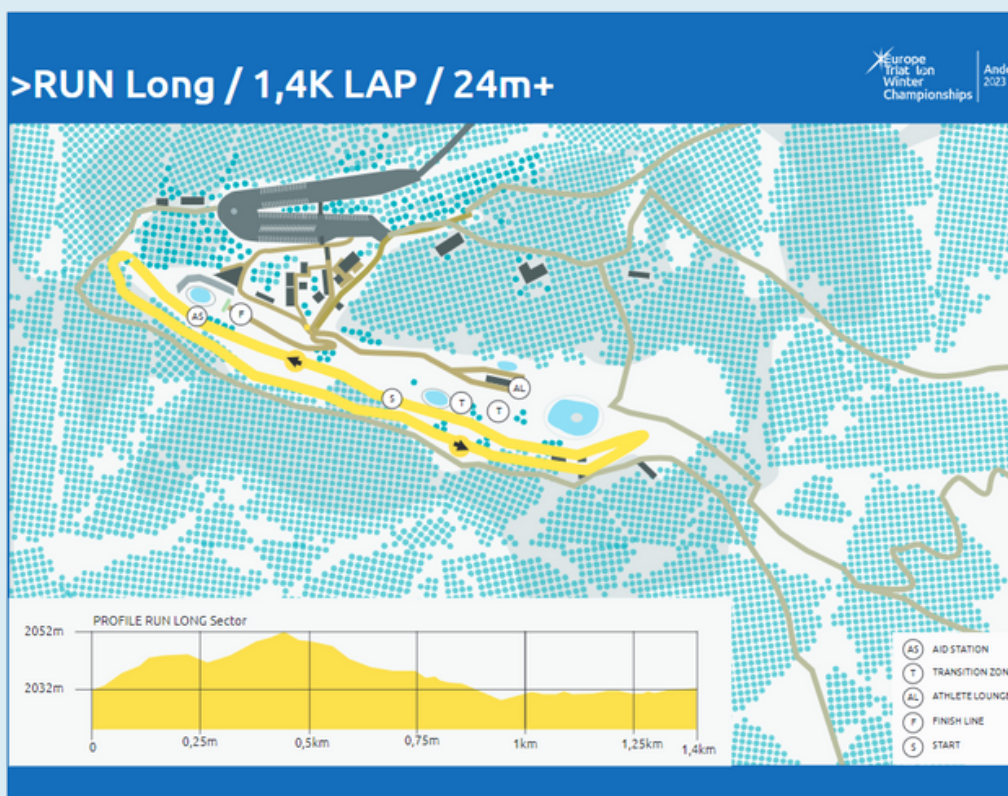 >RUN Long / 1,4K LAP / 24m+
Europe
Triat lon
Winter
Championships
Ande
2023
AS
F
S
T
T
AL
PROFILE RUN LONG Sector
2052m
2032m
0
0,25m
0,5km
0,75m
1km
1,25km
1,4km
AS AID STATION
T TRANSITION ZON
AL ATHLETE LOUNGE
F FINISH LINE
S START